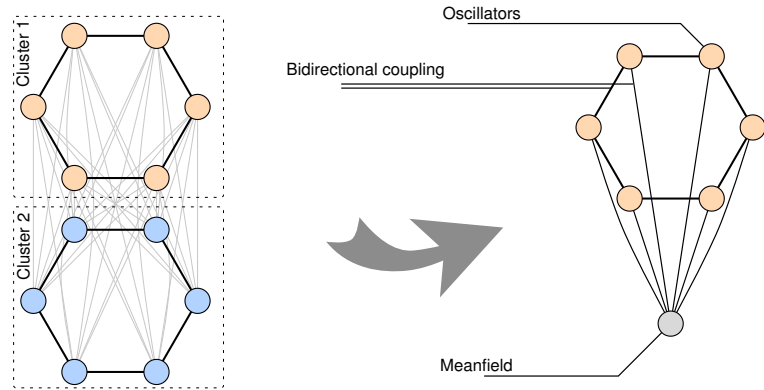 Cluster 1
Cluster 2
Oscillators
Bidirectional coupling
Meanfield